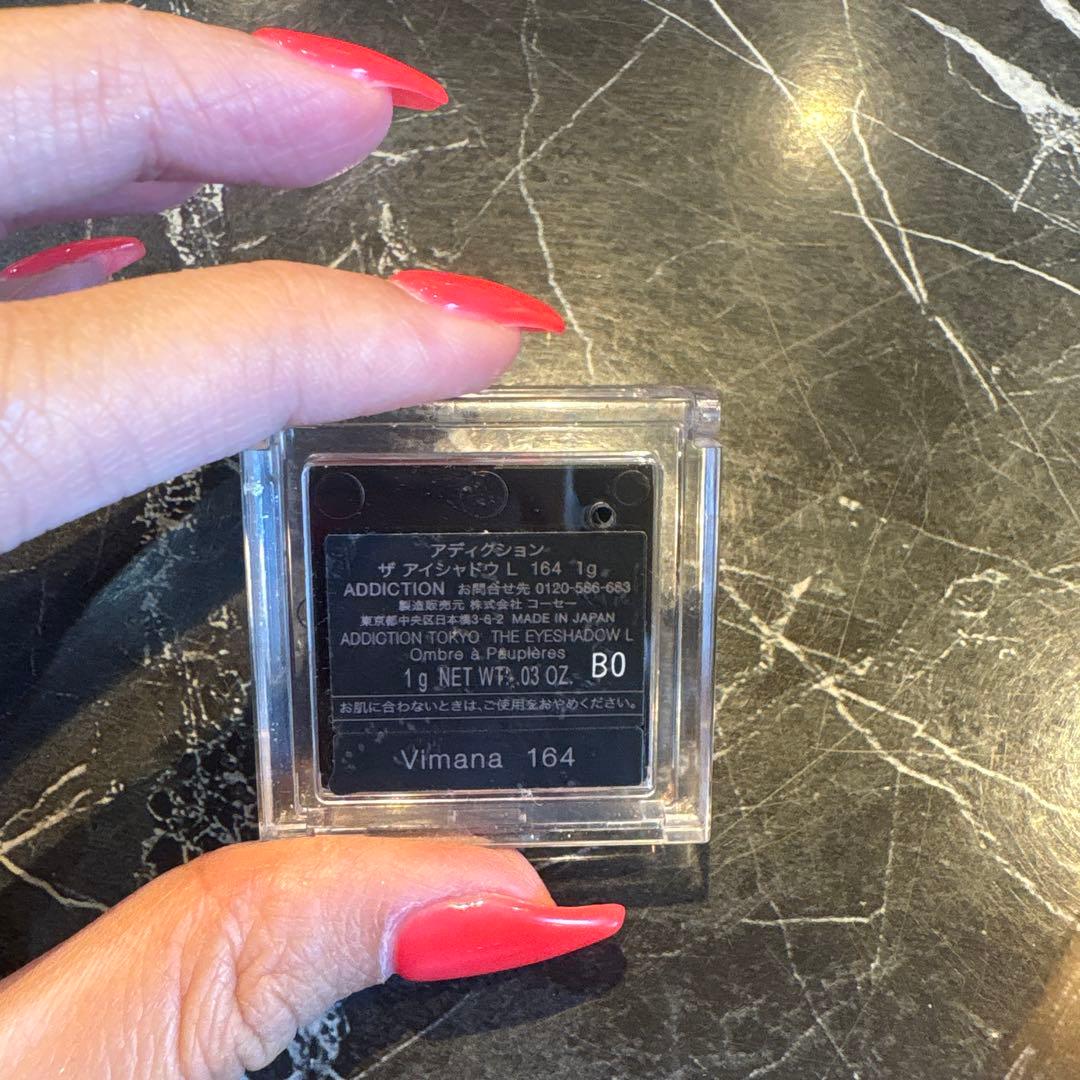 アディクション
ザ アイシャドウ L 164 1g
ADDICTION お問合せ先 0120-586-683
製造販売元 株式会社 コーセー
東京都中央区日本橋3-6-2 MADE IN JAPAN
ADDICTION TOKYO THE EYESHADOW L
Ombre à Paupières
1 g NET WT. .03 OZ. B0
お肌に合わないときは、ご使用をおやめください。
Vimana 164